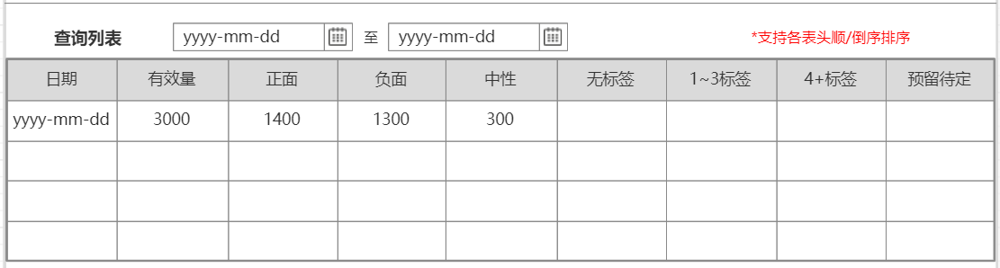 查询列表 yyyy-mm-dd 至 yyyy-mm-dd *支持各表头顺/倒序排序
日期 有效量 正面 负面 中性 无标签 1~3标签 4+标签 预留待定
yyyy-mm-dd 3000 1400 1300 300